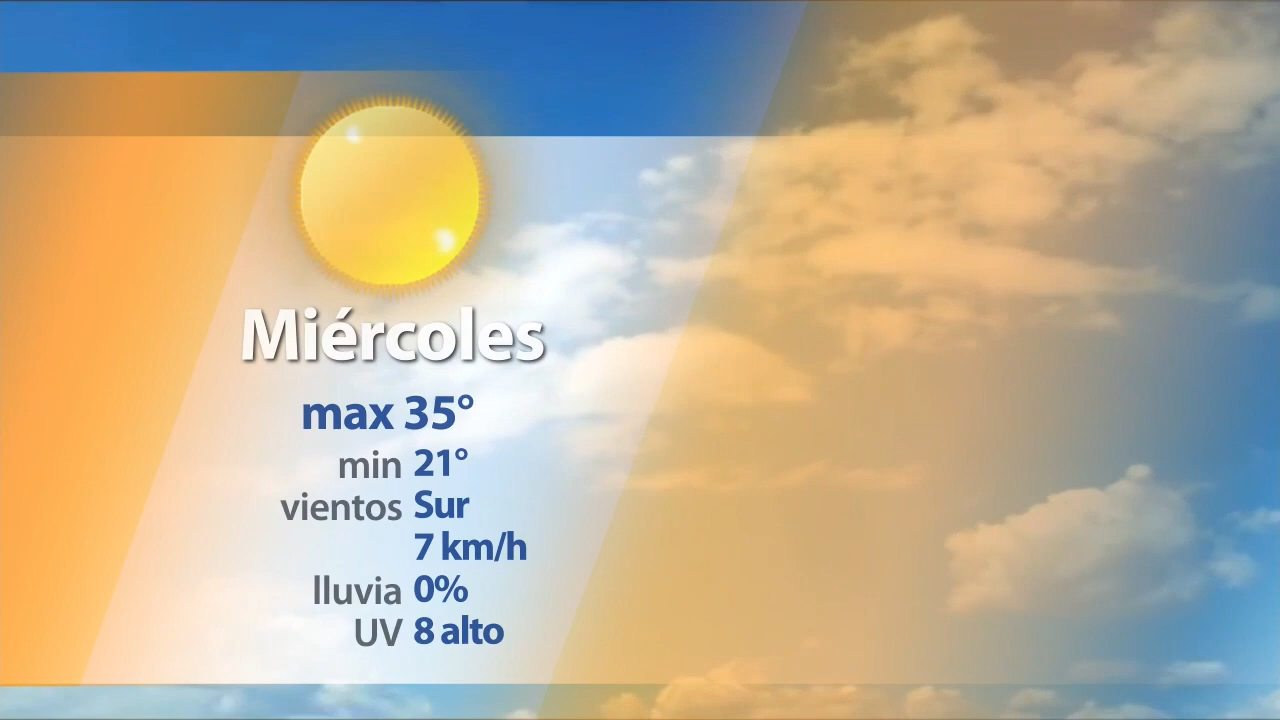 Miércoles
max 35°
min 21°
vientos Sur
7 km/h
lluvia 0%
UV 8 alto